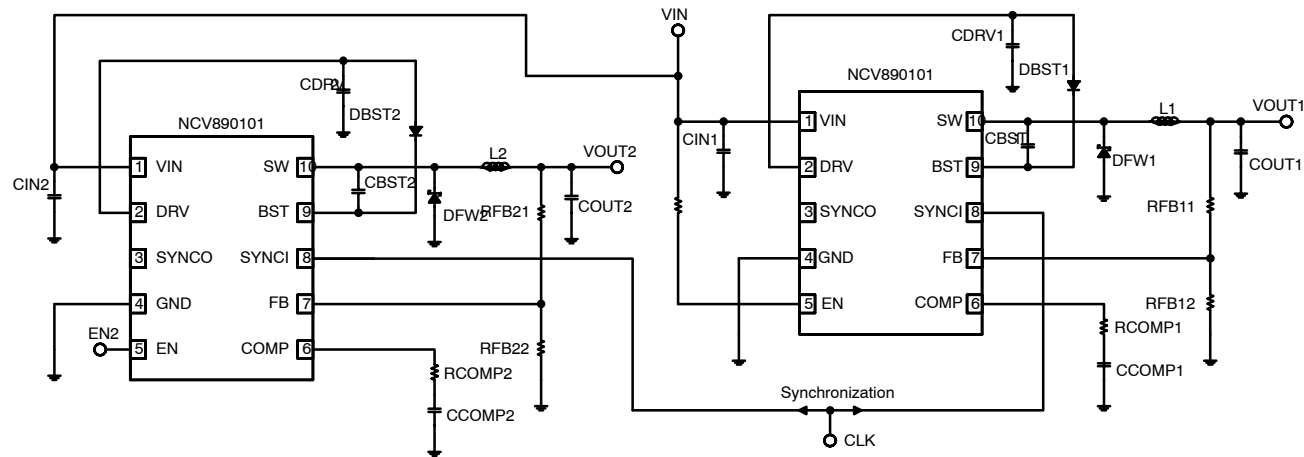 VIN
CDRV1
DBST1
NCV890101
1 VIN
SW 10
CBST1
L1
VOUT1
CIN1
DFW1
COUT1
2 DRV
BST 9
3 SYNCO
SYNCI 8
RFB11
4 GND
FB 7
5 EN
COMP 6
RFB12
RCOMP1
CCOMP1
CDRV2
DBST2
NCV890101
1 VIN
SW 10
CBST2
L2
VOUT2
CIN2
DFW2
RFB21
COUT2
2 DRV
BST 9
3 SYNCO
SYNCI 8
4 GND
FB 7
EN2
5 EN
COMP 6
RFB22
RCOMP2
CCOMP2
Synchronization
CLK